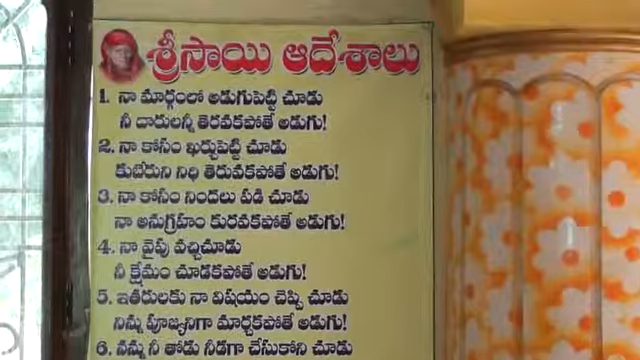 శ్రీసాయి ఆదేశాలు
1. నా మార్గంలో అడుగుపెట్టి చూడు
నీ దారులన్నీ తెరవకపోతే అడుగు!
2. నా కోసం ఖర్చుపెట్టి చూడు
కుబేరుని నిధి తెరువకపోతే అడుగు!
3. నా కోసం నిందలు పడి చూడు
నా అనుగ్రహం కురవకపోతే అడుగు!
4. నా వైపు వచ్చిచూడు
నీ క్షేమం చూడకపోతే అడుగు!
5. ఇతరులకు నా విషయం చెప్పి చూడు
నిన్ను పూజ్యనిగా మార్చకపోతే అడుగు!
6. నన్ను నీ తోడు నీడగా చేసుకోని చూడు